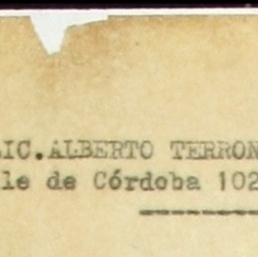 LIC.ALBERTO TERRON
le de Córdoba 102